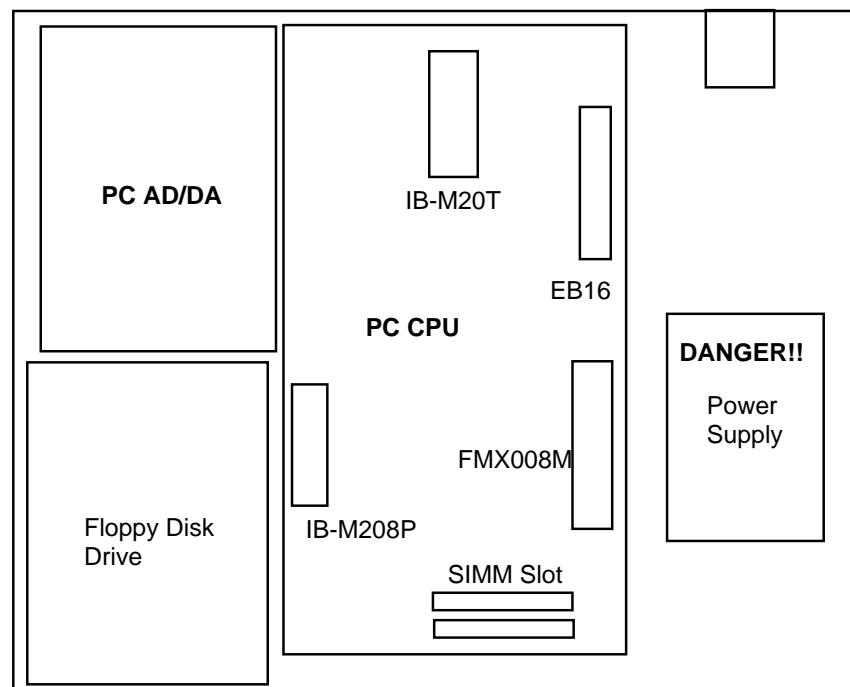 PC AD/DA
IB-M20T
EB16
PC CPU
DANGER!!
Power
Supply
FMX008M
IB-M208P
Floppy Disk
Drive
SIMM Slot